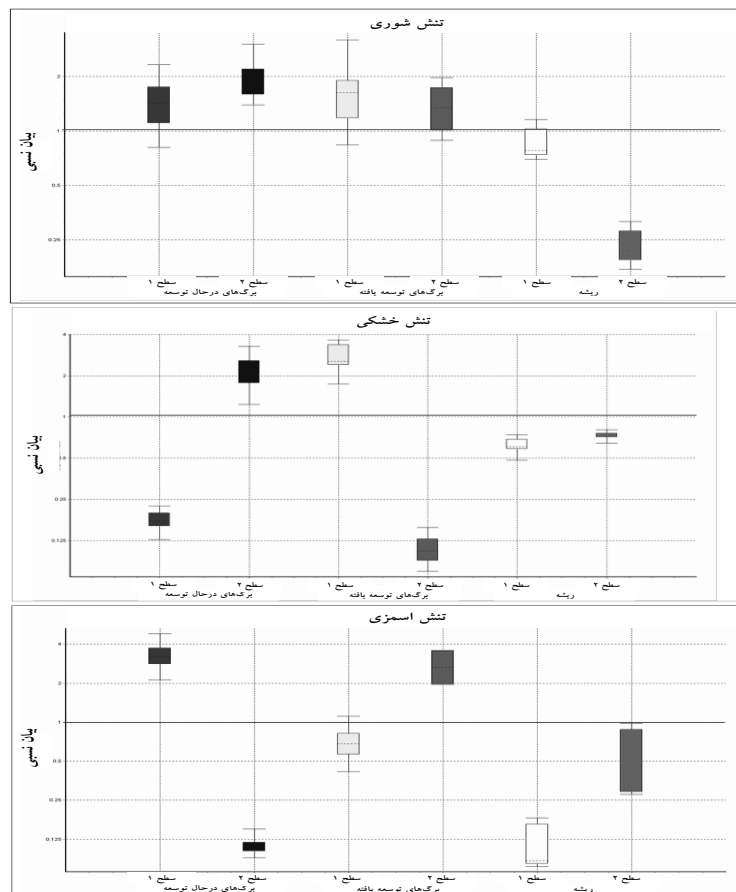 تنش شوری
بیان نسبی
2
1
0.5
0.25
سطح ۱ سطح ۲ سطح ۱ سطح ۲ سطح ۱ سطح ۲
برگ‌های درحال توسعه برگ‌های توسعه یافته ریشه
تنش خشکی
بیان نسبی
4
2
1
0.25
0.125
سطح ۱ سطح ۲ سطح ۱ سطح ۲ سطح ۱ سطح ۲
برگ‌های درحال توسعه برگ‌های توسعه یافته ریشه
تنش اسمزی
بیان نسبی
4
2
1
0.5
0.25
0.125
سطح ۱ سطح ۲ سطح ۱ سطح ۲ سطح ۱ سطح ۲
برگ‌های درحال توسعه برگ‌های توسعه یافته ریشه